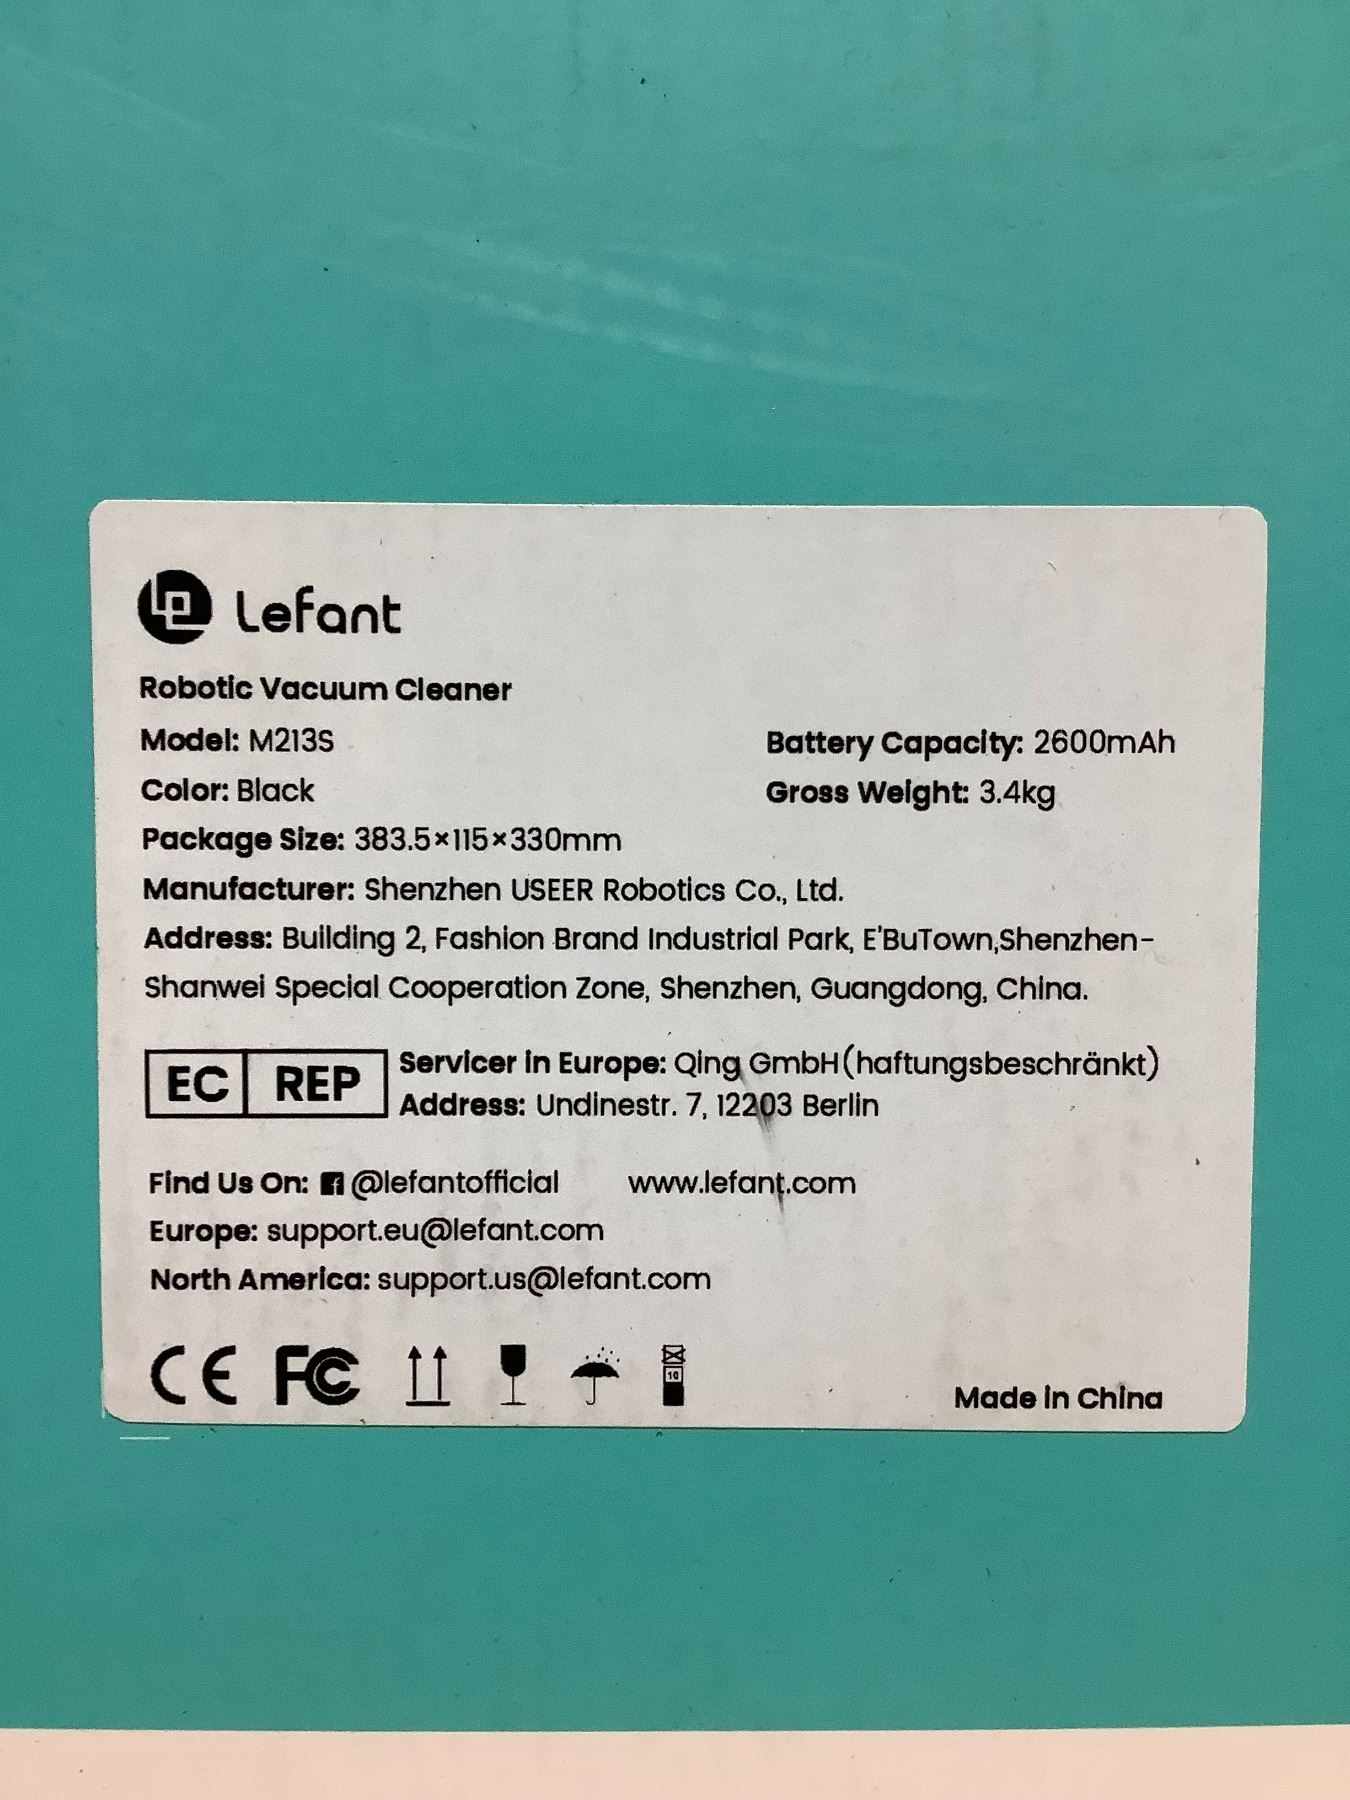 Lefant
Robotic Vacuum Cleaner
Model: M213S
Battery Capacity: 2600mAh
Color: Black
Gross Weight: 3.4kg
Package Size: 383.5×115×330mm
Manufacturer: Shenzhen USEER Robotics Co., Ltd.
Address: Building 2, Fashion Brand Industrial Park, E'BuTown,Shenzhen-
Shanwei Special Cooperation Zone, Shenzhen, Guangdong, China.
EC REP
Servicer in Europe: Qing GmbH(haftungsbeschränkt)
Address: Undinestr. 7, 12203 Berlin
Find Us On: @lefantofficial www.lefant.com
Europe: support.eu@lefant.com
North America: support.us@lefant.com
CE FC 10
Made in China